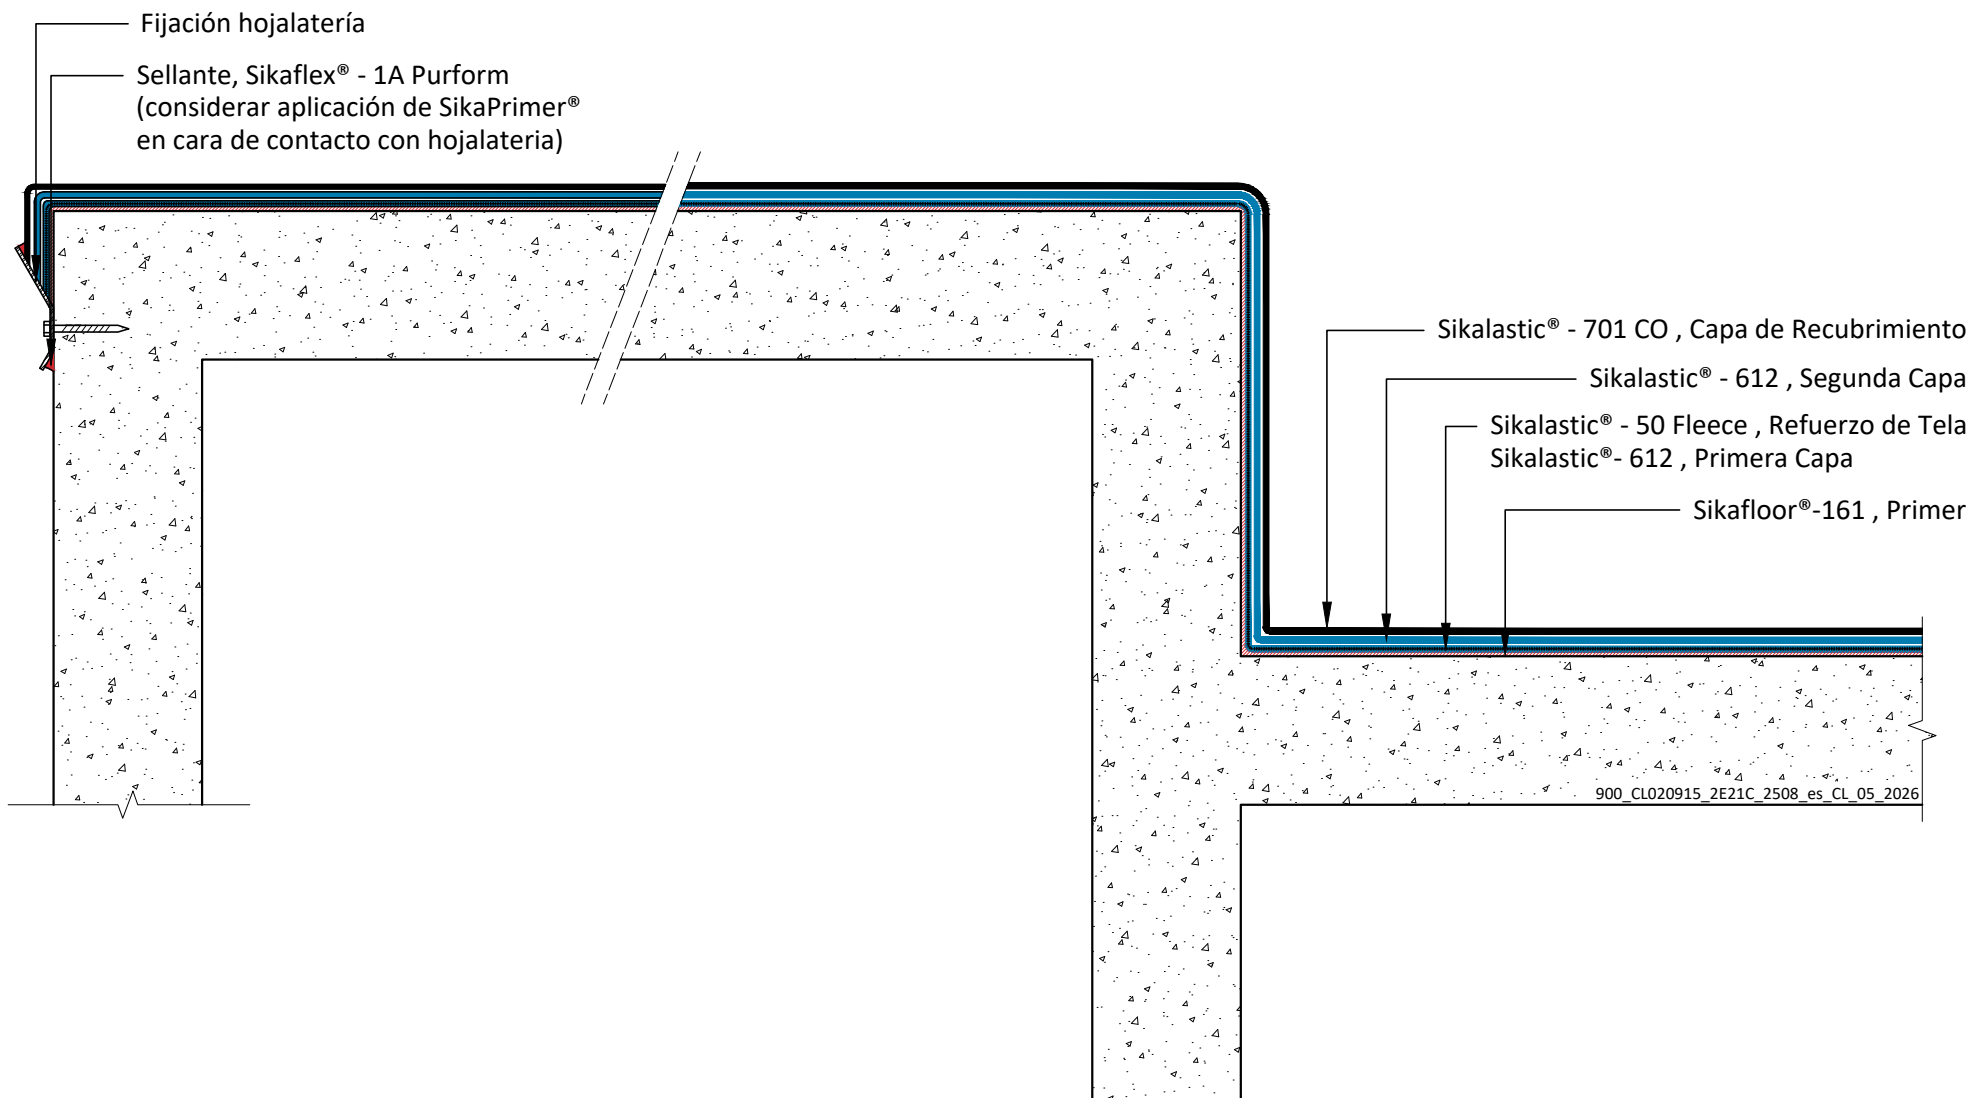 Fijación hojalatería
Sellante, Sikaflex® - 1A Purform
(considerar aplicación de SikaPrimer®
en cara de contacto con hojalateria)
Sikalastic® - 701 CO , Capa de Recubrimiento
Sikalastic® - 612 , Segunda Capa
Sikalastic® - 50 Fleece , Refuerzo de Tela
Sikalastic®- 612 , Primera Capa
Sikafloor®-161 , Primer
900_CL020915_2E21C_2508_es_CL_05_2026